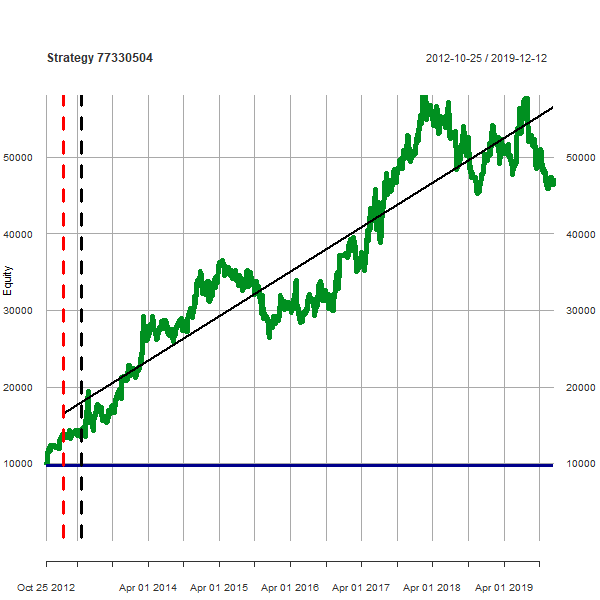 Strategy 77330504
2012-10-25 / 2019-12-12
50000
50000
40000
40000
Equity
30000
30000
20000
20000
10000
10000
Oct 25 2012
Apr 01 2014
Apr 01 2015
Apr 01 2016
Apr 01 2017
Apr 01 2018
Apr 01 2019